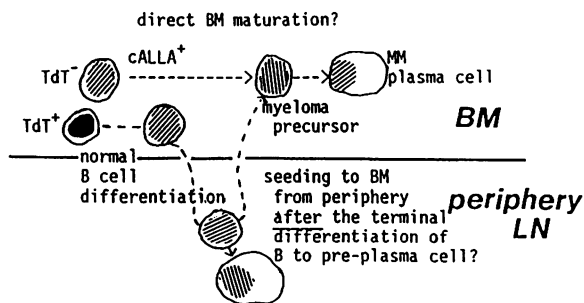 direct BM maturation?
TdT⁻
cALLA⁺
MM
plasma cell
TdT⁺
myeloma
precursor
BM
normal
B cell
differentiation
seeding to BM
from periphery
after the terminal
differentiation of
B to pre-plasma cell?
periphery
LN